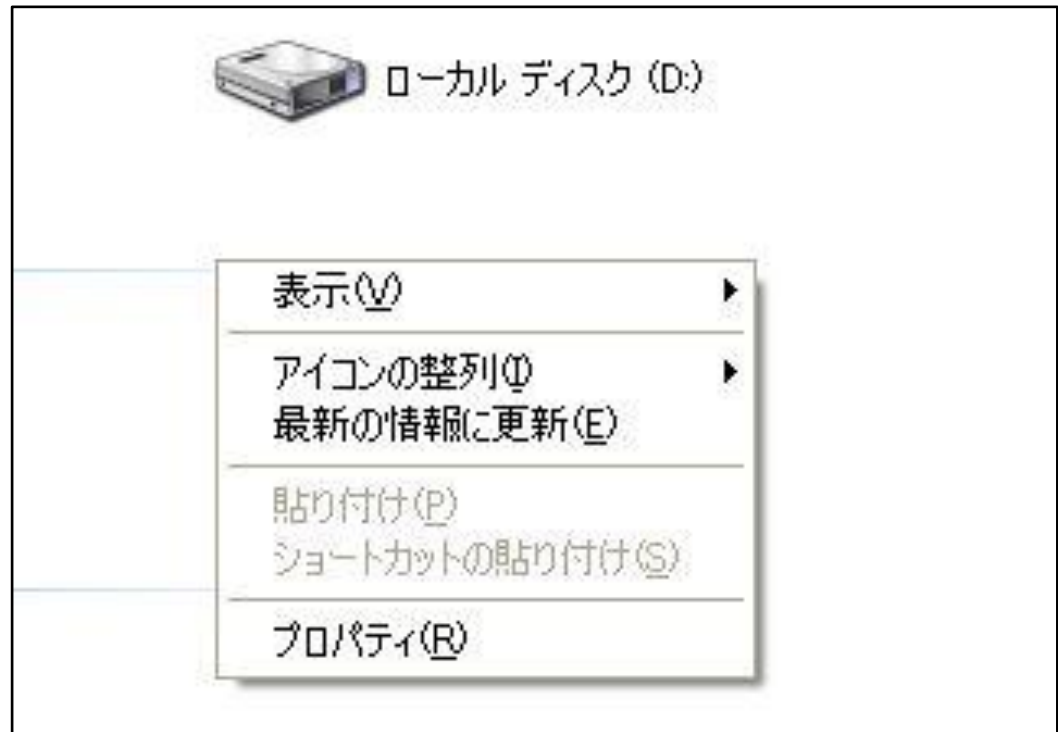 ローカル ディスク (D:)
表示(V)
アイコンの整列(I)
最新の情報に更新(E)
貼り付け(P)
ショートカットの貼り付け(S)
プロパティ(R)